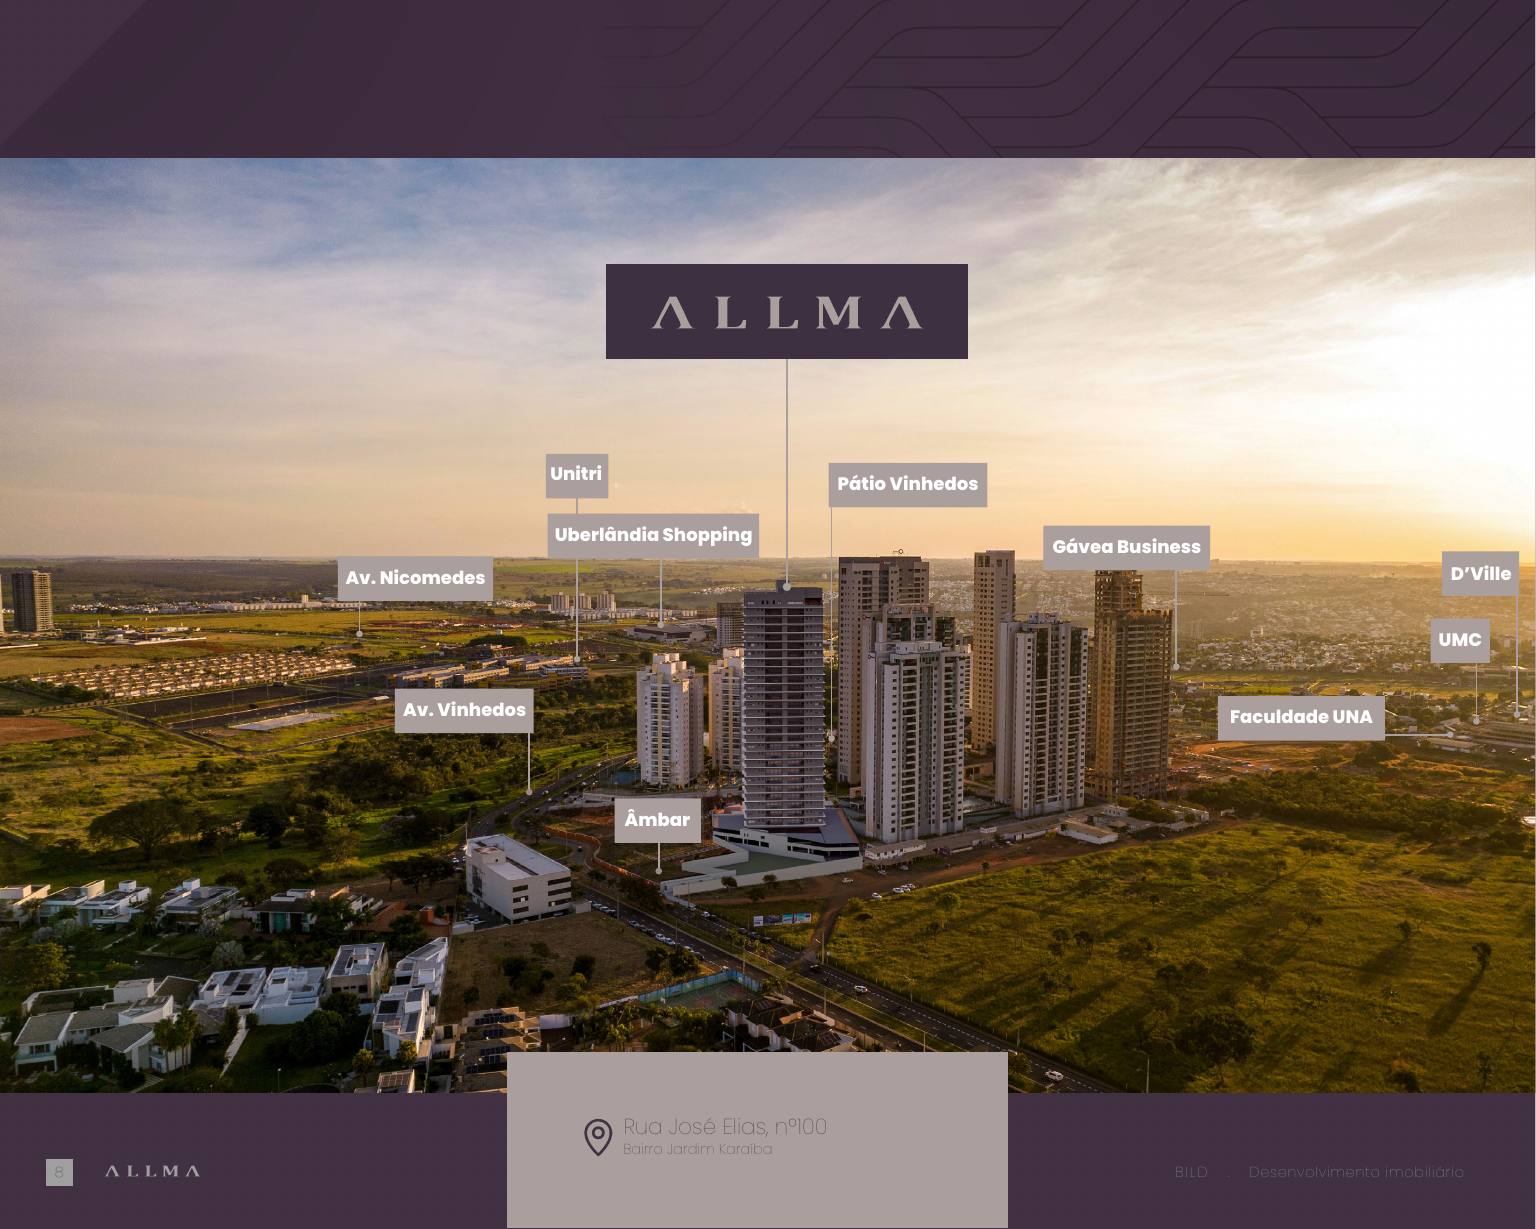 ALLMA
Unitri
Pátio Vinhedos
Uberlândia Shopping
Gávea Business
Av. Nicomedes
D’Ville
UMC
Av. Vinhedos
Faculdade UNA
Âmbar
Rua José Elias, nº100
Bairro Jardim Karaíba
8
ALLMA
BILD . Desenvolvimento imobiliário